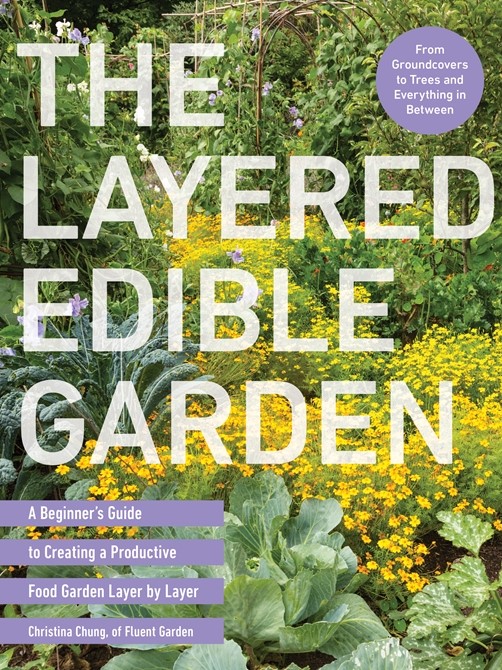 THE
LAYERED
EDIBLE
GARDEN
From
Groundcovers
to Trees and
Everything in
Between
A Beginner's Guide
to Creating a Productive
Food Garden Layer by Layer
Christina Chung, of Fluent Garden